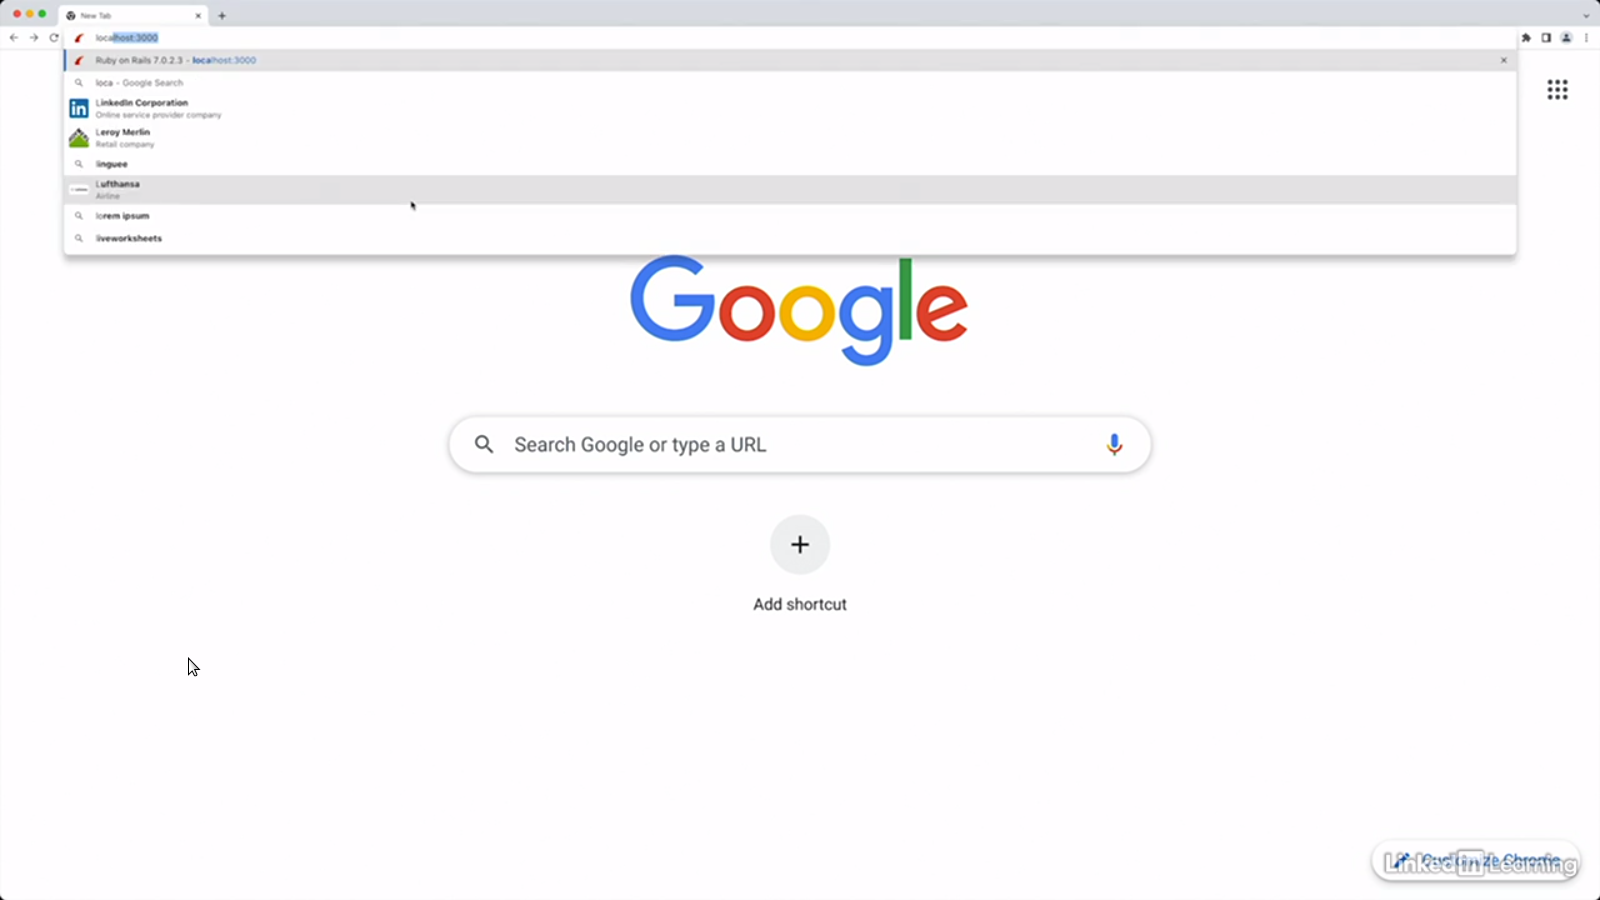 New Tab
localhost:3000
Ruby on Rails 7.0.2.3 - localhost:3000
loca - Google Search
LinkedIn Corporation
Online service provider company
Leroy Merlin
Retail company
linguee
Lufthansa
Airline
lorem ipsum
liveworksheets
Google
Search Google or type a URL
Add shortcut
Customize Chrome
LinkedIn Learning